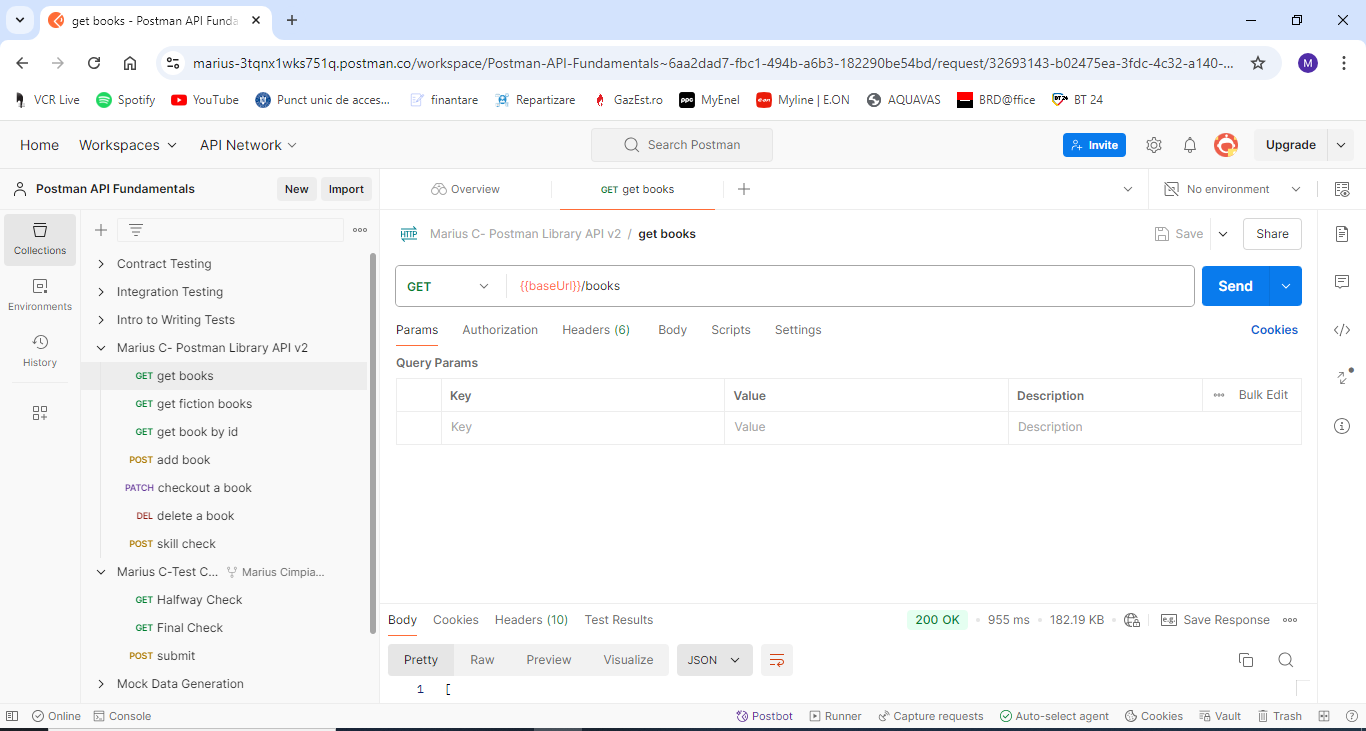 get books - Postman API Funda
marius-3tqnx1wks751q.postman.co/workspace/Postman-API-Fundamentals~6aa2dad7-fbc1-494b-a6b3-182290be54bd/request/32693143-b02475ea-3fdc-4c32-a140-...
M
VCR Live Spotify YouTube Punct unic de acces... finantare Repartizare GazEst.ro MyEnel Myline | E.ON AQUAVAS BRD@ffice BT 24
Home Workspaces API Network Search Postman Invite Upgrade
Postman API Fundamentals New Import Overview GET get books No environment
Collections
Environments
History
Contract Testing
Integration Testing
Intro to Writing Tests
Marius C- Postman Library API v2
GET get books
GET get fiction books
GET get book by id
POST add book
PATCH checkout a book
DEL delete a book
POST skill check
Marius C-Test C... Marius Cimpia...
GET Halfway Check
GET Final Check
POST submit
Mock Data Generation
HTTP Marius C- Postman Library API v2 / get books Save Share
GET {{baseUrl}}/books Send
Params Authorization Headers (6) Body Scripts Settings Cookies
Query Params
Key Value Description Bulk Edit
Key Value Description
Body Cookies Headers (10) Test Results 200 OK 955 ms 182.19 KB e.g. Save Response
Pretty Raw Preview Visualize JSON
1 [
Online Console Postbot Runner Capture requests Auto-select agent Cookies Vault Trash